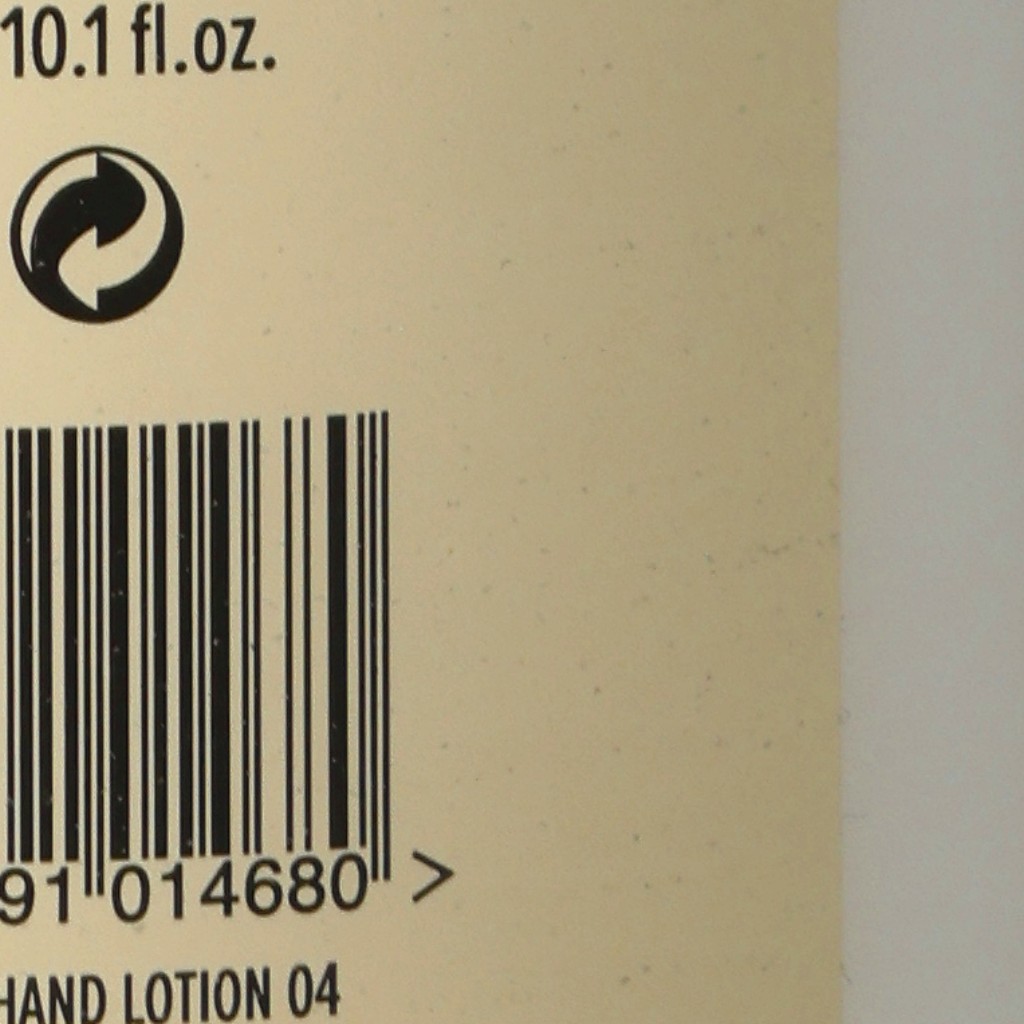 10.1 fl.oz.
91 014680 >
HAND LOTION 04